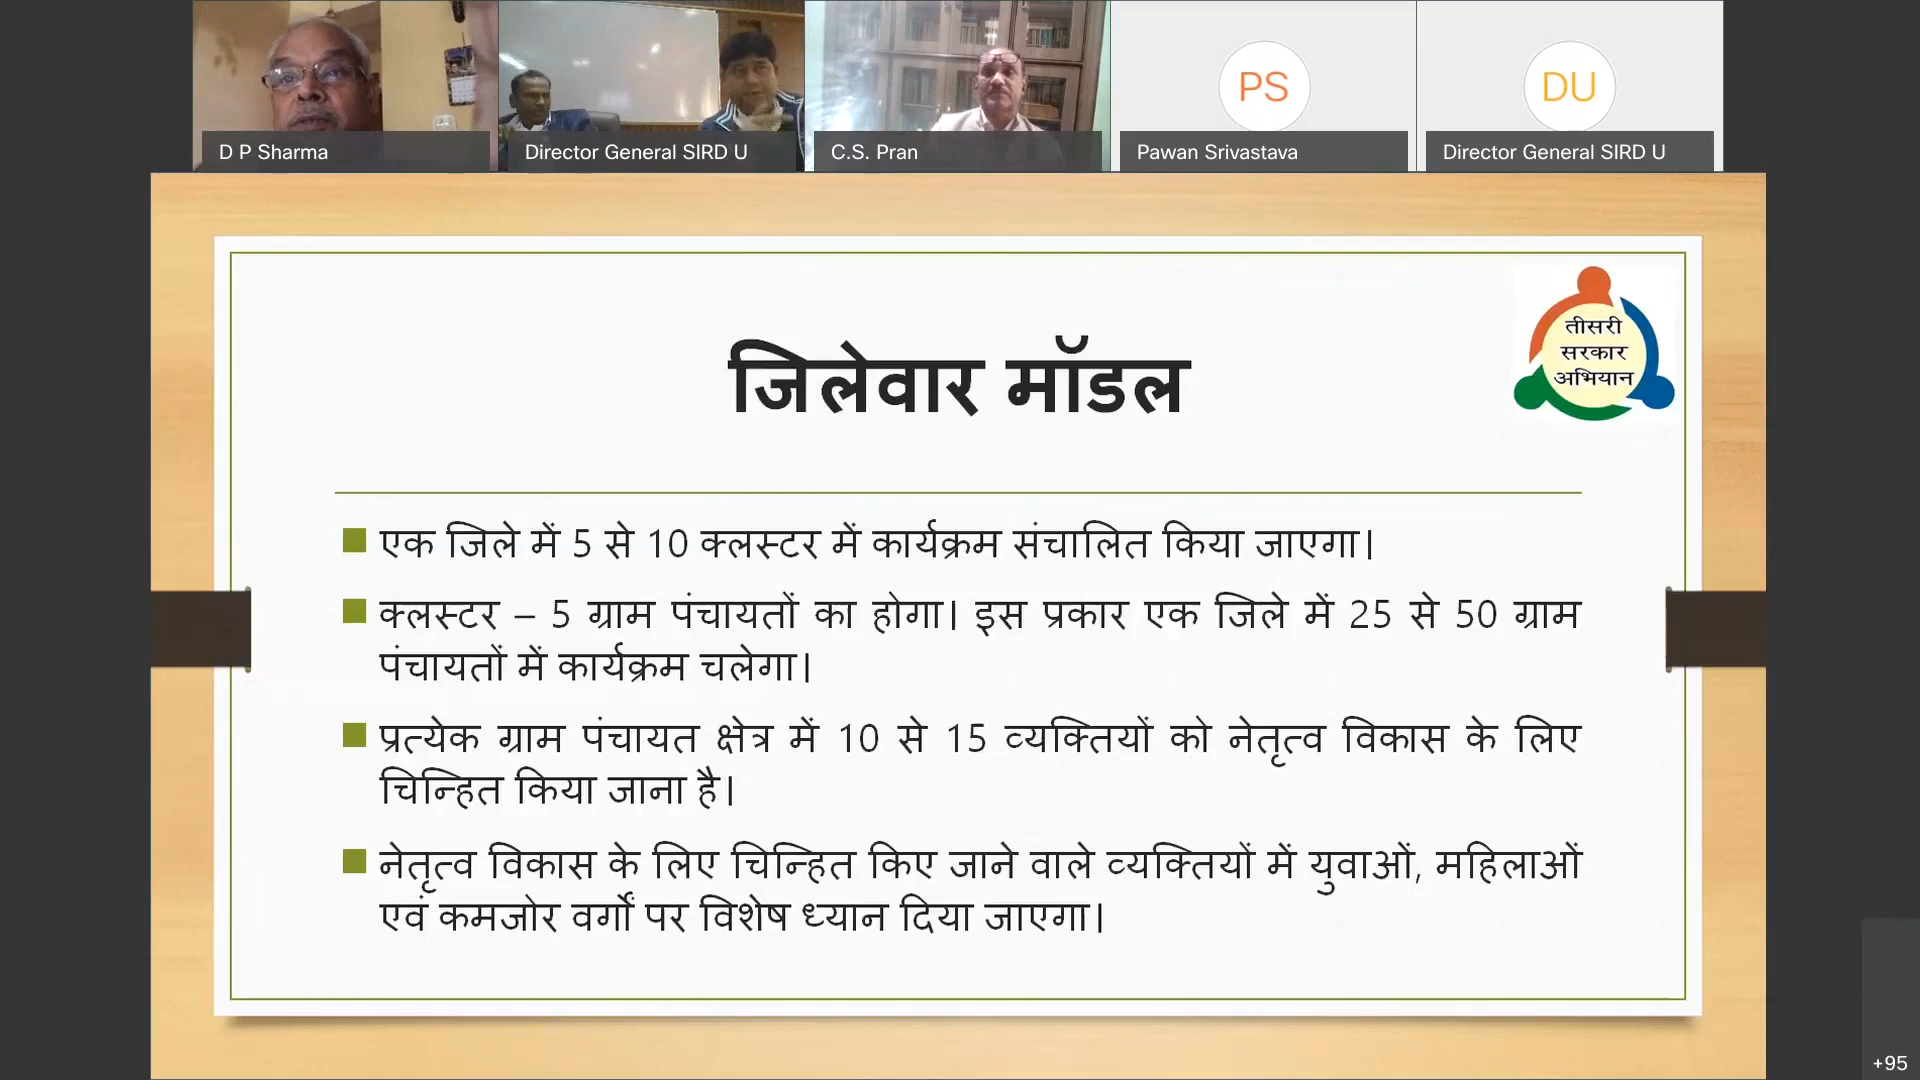 D P Sharma
Director General SIRD U
C.S. Pran
PS
Pawan Srivastava
DU
Director General SIRD U
तीसरी
सरकार
अभियान
जिलेवार मॉडल
एक जिले में 5 से 10 क्लस्टर में कार्यक्रम संचालित किया जाएगा।
क्लस्टर – 5 ग्राम पंचायतों का होगा। इस प्रकार एक जिले में 25 से 50 ग्राम
पंचायतों में कार्यक्रम चलेगा।
प्रत्येक ग्राम पंचायत क्षेत्र में 10 से 15 व्यक्तियों को नेतृत्व विकास के लिए
चिन्हित किया जाना है।
नेतृत्व विकास के लिए चिन्हित किए जाने वाले व्यक्तियों में युवाओं, महिलाओं
एवं कमजोर वर्गों पर विशेष ध्यान दिया जाएगा।
+95